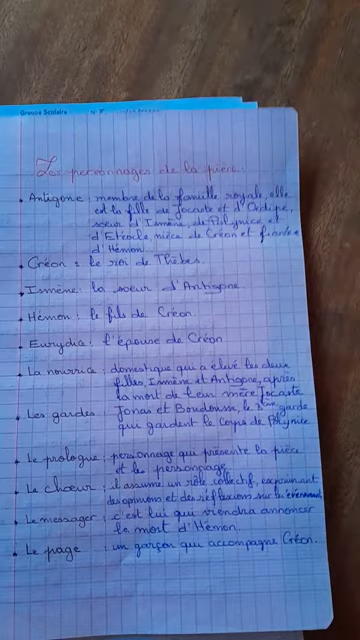 Groupe Scolaire
Les personnages de la pièce.
• Antigone : membre de la famille royale, elle
est la fille de Jocaste et d'Oedipe,
soeur d'Ismène, de Polynice et
d'Etéocle, nièce de Créon et fiancée
d'Hémon.
• Créon : le roi de Thèbes.
• Ismène : la soeur d'Antigone
• Hémon : le fils de Créon.
• Eurydice : l'épouse de Créon
• La nourrice : domestique qui a élevé les deux
filles, Ismène et Antigone, après
la mort de leur mère Jocaste
• Les gardes : Jonas et Boudousse, le 3ème garde
qui gardent le corps de Polynice
• Le prologue : personnage qui présente la pièce
et les personnage
• Le choeur : il assume un rôle collectif, exprimant
des opinions et des réflexions sur les événement
• Le messager : c'est lui qui viendra annoncer
la mort d'Hémon.
• Le page : un garçon qui accompagne Créon.